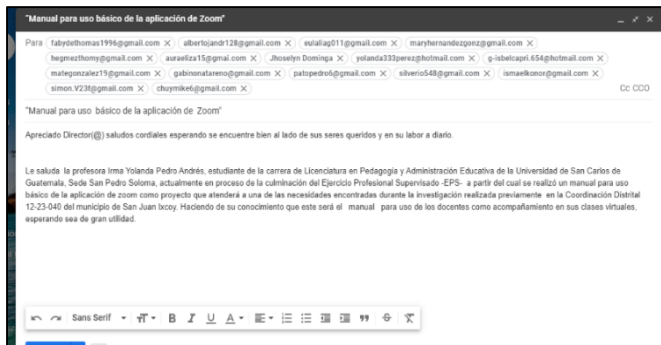 "Manual para uso básico de la aplicación de Zoom"
Para fabydethomas1996@gmail.com albertojandr128@gmail.com eulaliag011@gmail.com maryhernandezgonz@gmail.com
hegmezthomy@gmail.com auraeliza15@gmail.com Jhoselyn Dominga yolanda333perez@hotmail.com g-isbelcapri.654@hotmail.com
mategonzalez19@gmail.com gabinonatareno@gmail.com patopedro6@gmail.com silverio548@gmail.com ismaelkonor@gmail.com
simon.V23f@gmail.com chuymike6@gmail.com Cc CCO
"Manual para uso básico de la aplicación de Zoom"
Apreciado Director(@) saludos cordiales esperando se encuentre bien al lado de sus seres queridos y en su labor a diario.
Le saluda la profesora Irma Yolanda Pedro Andrés, estudiante de la carrera de Licenciatura en Pedagogía y Administración Educativa de la Universidad de San Carlos de
Guatemala, Sede San Pedro Soloma, actualmente en proceso de la culminación del Ejercicio Profesional Supervisado -EPS- a partir del cual se realizó un manual para uso
básico de la aplicación de zoom como proyecto que atenderá a una de las necesidades encontradas durante la investigación realizada previamente en la Coordinación Distrital
12-23-040 del municipio de San Juan Ixcoy. Haciendo de su conocimiento que este será el manual para uso de los docentes como acompañamiento en sus clases virtuales,
esperando sea de gran utilidad.
Sans Serif